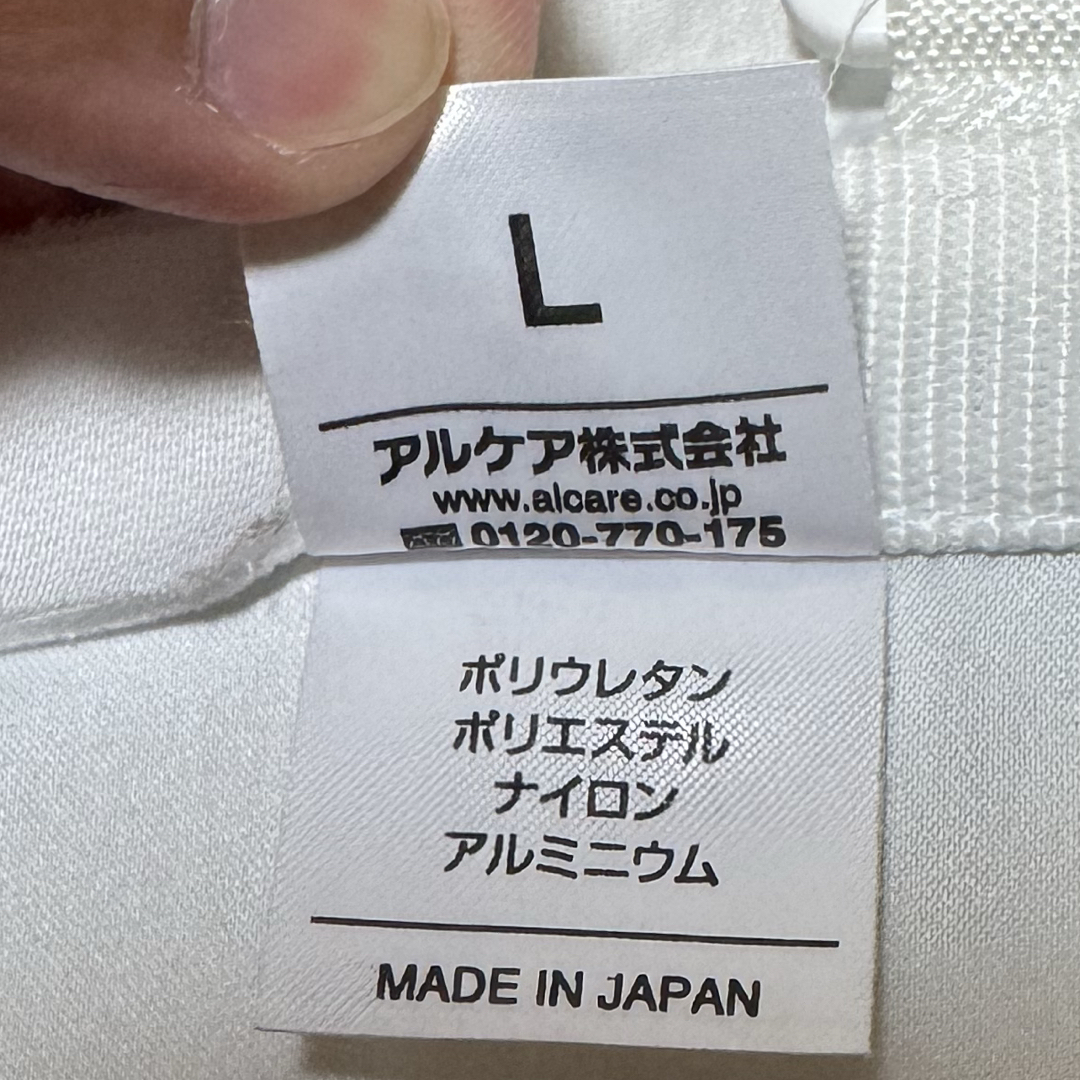 L
アルケア株式会社
www.alcare.co.jp
0120-770-175
ポリウレタン
ポリエステル
ナイロン
アルミニウム
MADE IN JAPAN